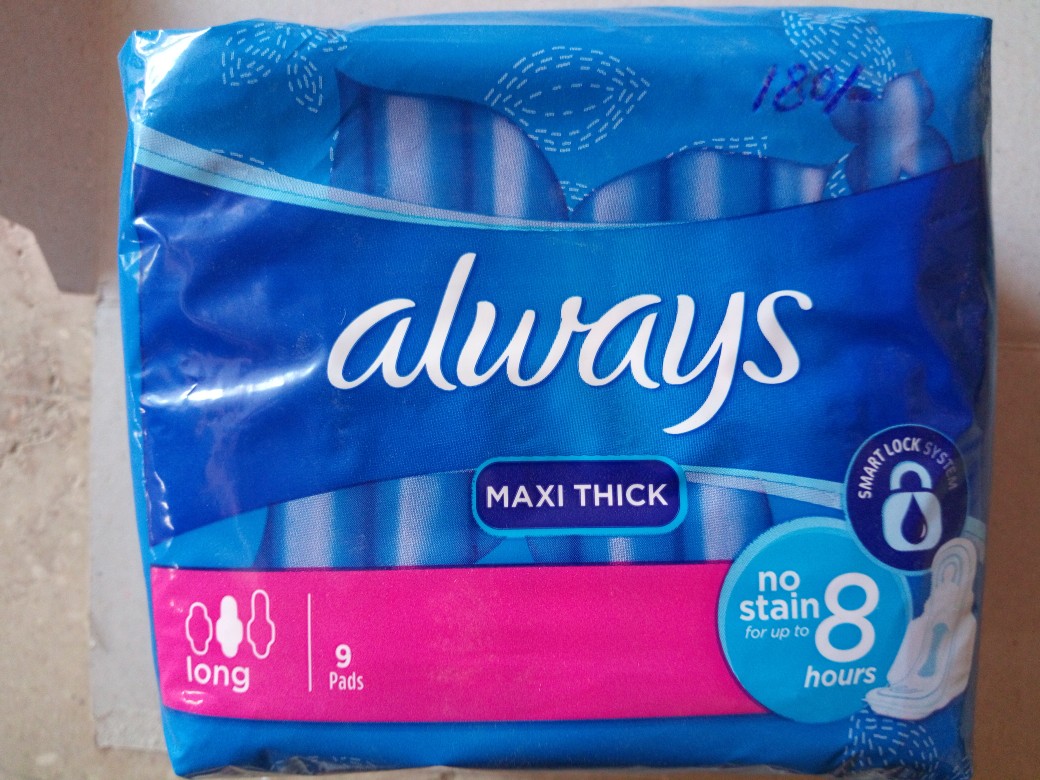 180/=
always
MAXI THICK
SMART LOCK SYSTEM
no
stain
for up to
8
hours
long
9
Pads